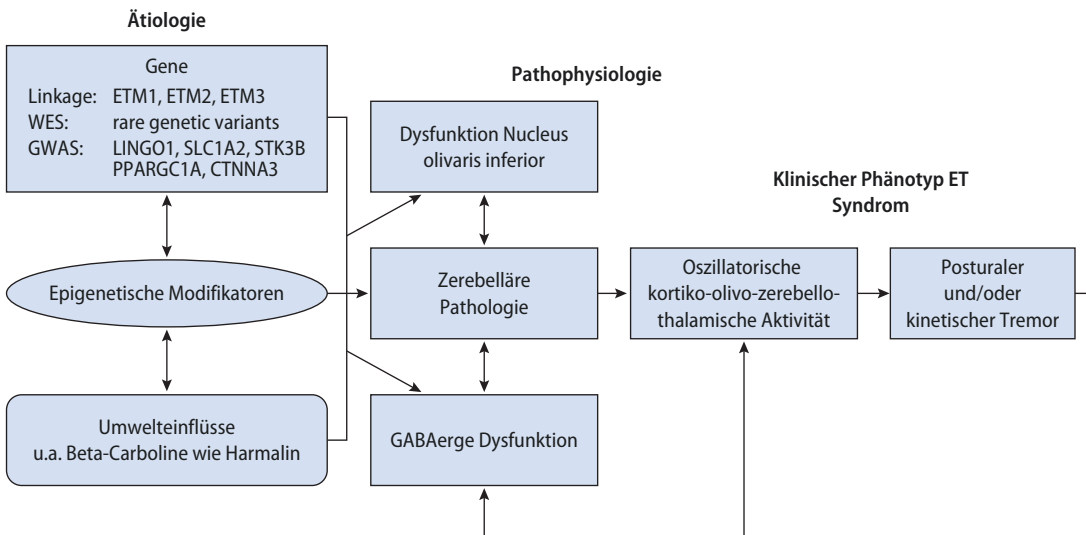 Ätiologie
Gene
Linkage: ETM1, ETM2, ETM3
WES: rare genetic variants
GWAS: LINGO1, SLC1A2, STK3B
PPARGC1A, CTNNA3
Epigenetische Modifikatoren
Umwelteinflüsse
u.a. Beta-Carboline wie Harmalin
Pathophysiologie
Dysfunktion Nucleus
olivaris inferior
Zerebelläre
Pathologie
GABAerge Dysfunktion
Klinischer Phänotyp ET
Syndrom
Oszillatorische
kortiko-olivo-zerebello-
thalamische Aktivität
Posturaler
und/oder
kinetischer Tremor